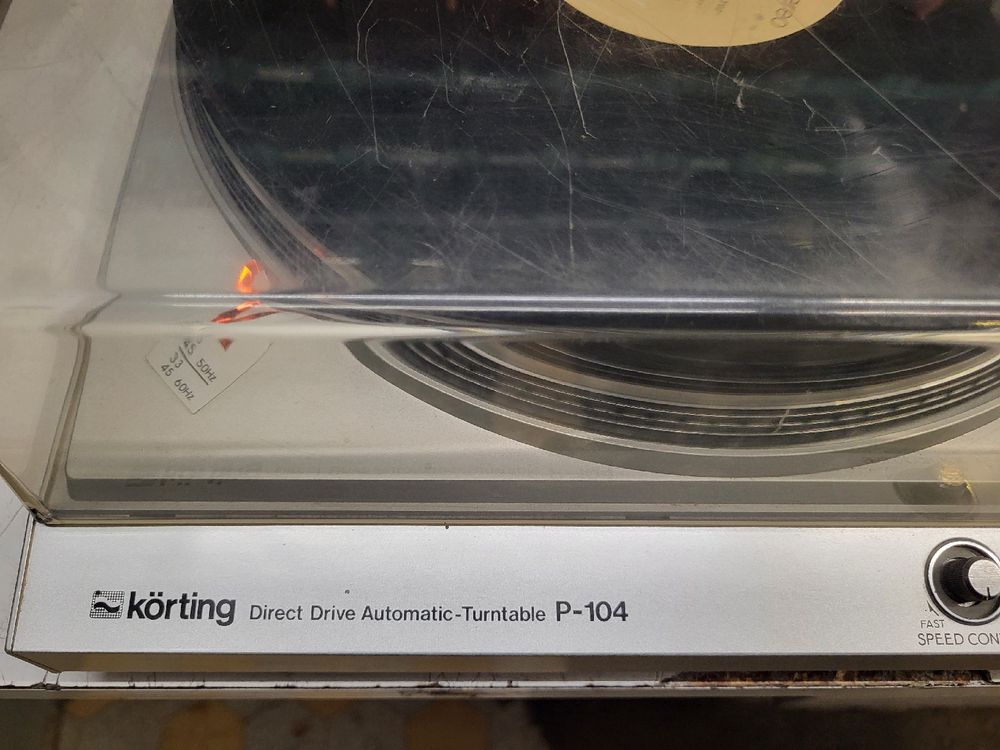 45 50Hz
33
45 60Hz
körting Direct Drive Automatic-Turntable P-104
FAST
SPEED CON